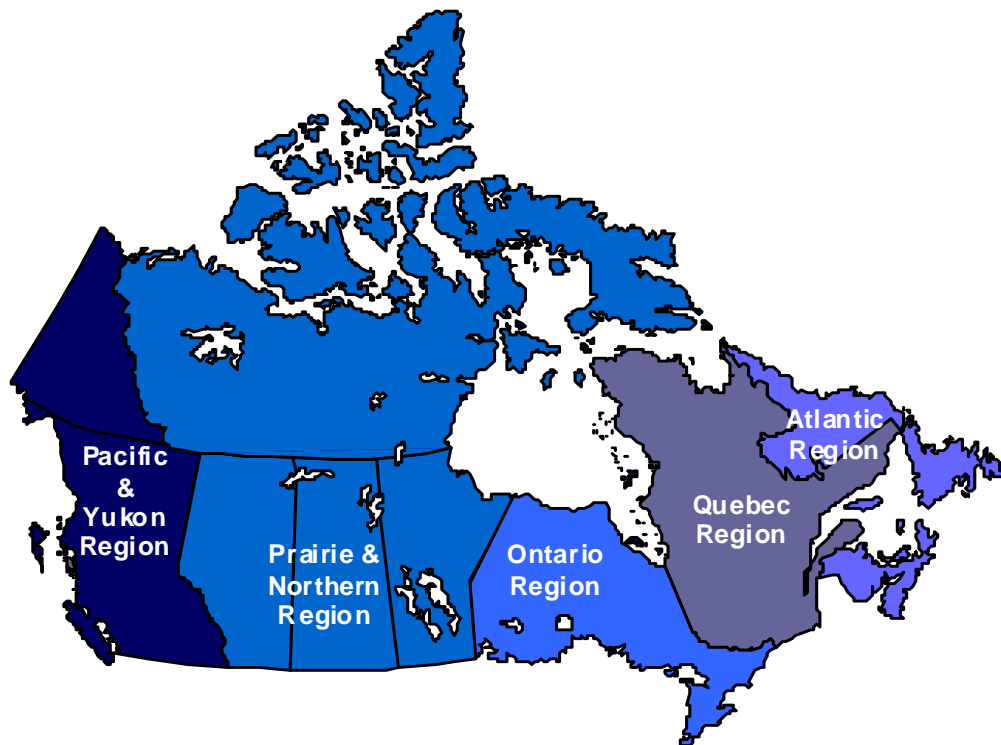 Pacific
&
Yukon
Region
Prairie &
Northern
Region
Ontario
Region
Quebec
Region
Atlantic
Region